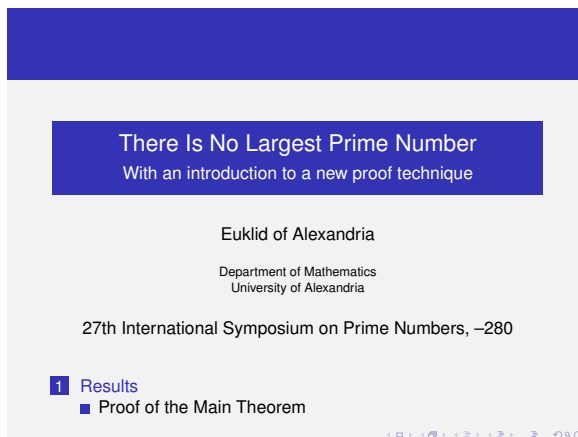 There Is No Largest Prime Number
With an introduction to a new proof technique
Euklid of Alexandria
Department of Mathematics
University of Alexandria
27th International Symposium on Prime Numbers, –280
1 Results
Proof of the Main Theorem